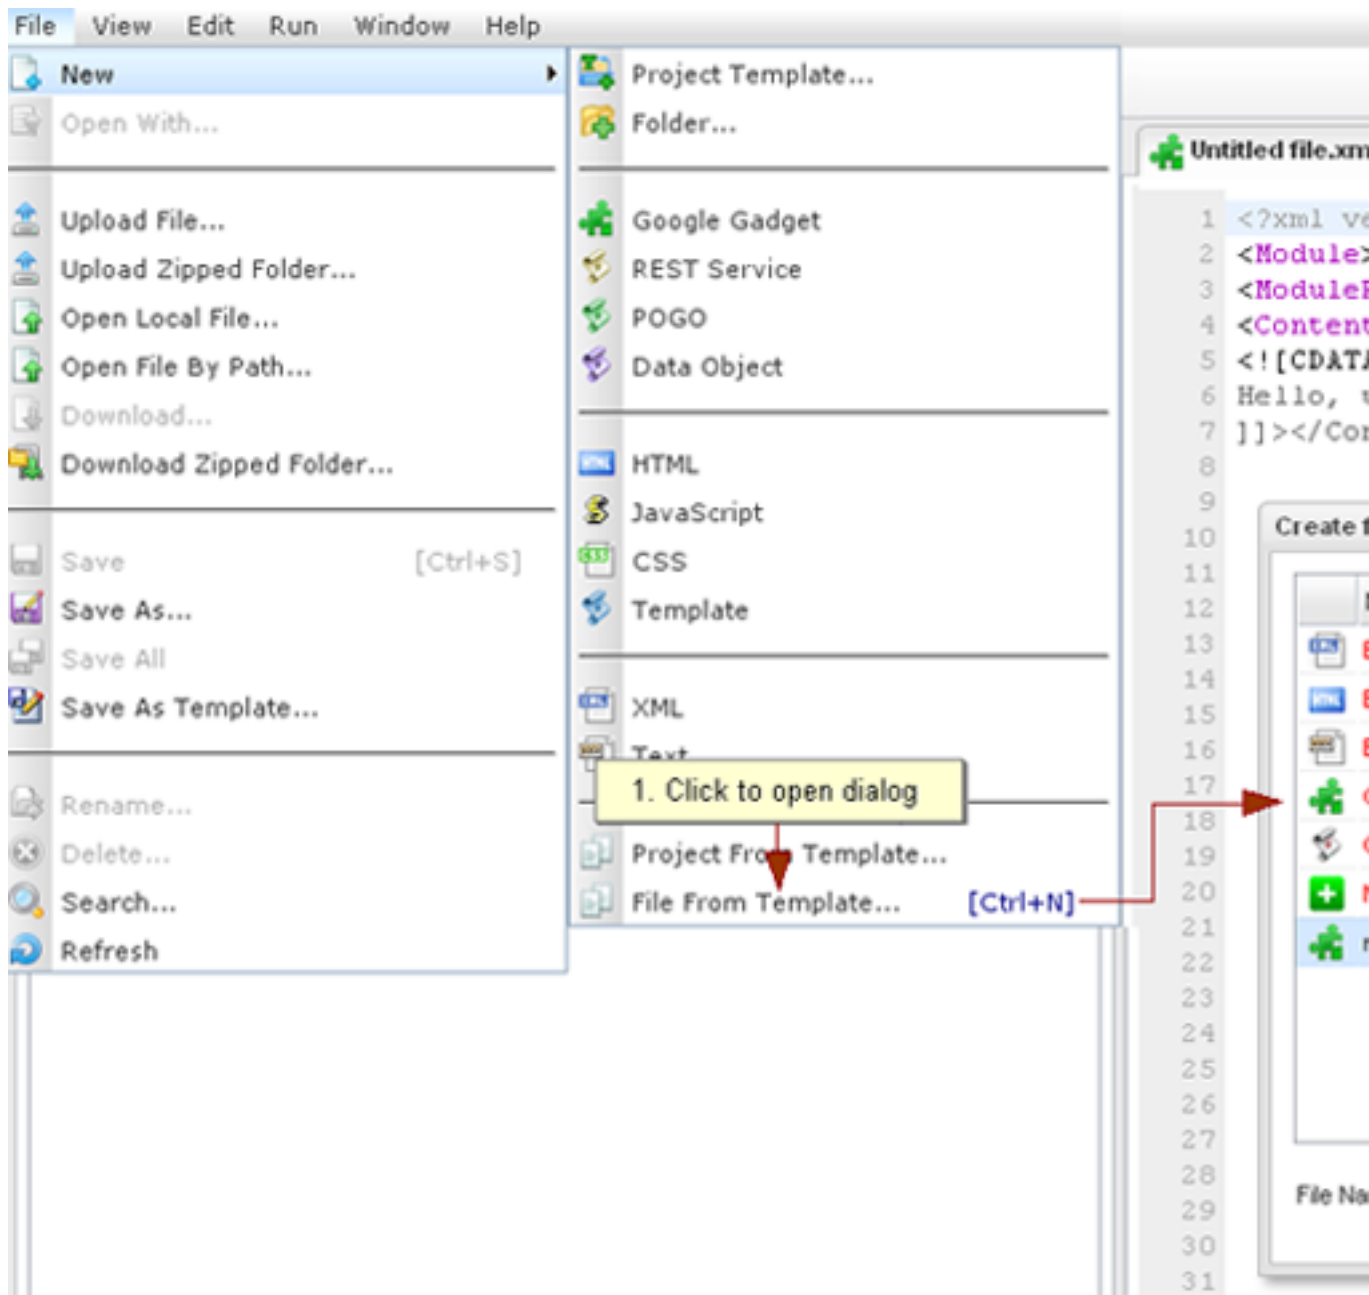 File View Edit Run Window Help
New
Open With...
Upload File...
Upload Zipped Folder...
Open Local File...
Open File By Path...
Download...
Download Zipped Folder...
Save [Ctrl+S]
Save As...
Save All
Save As Template...
Rename...
Delete...
Search...
Refresh
Project Template...
Folder...
Google Gadget
REST Service
POGO
Data Object
HTML
JavaScript
CSS
Template
XML
Text
1. Click to open dialog
Project From Template...
File From Template... [Ctrl+N]
Untitled file.xm
1 <?xml ve
2 <Module>
3 <Module
4 <Content
5 <![CDATA
6 Hello,
7 ]]></Con
8
9
10
11
12
13
14
15
16
17
18
19
20
21
22
23
24
25
26
27
28
29
30
31
Create
File Na